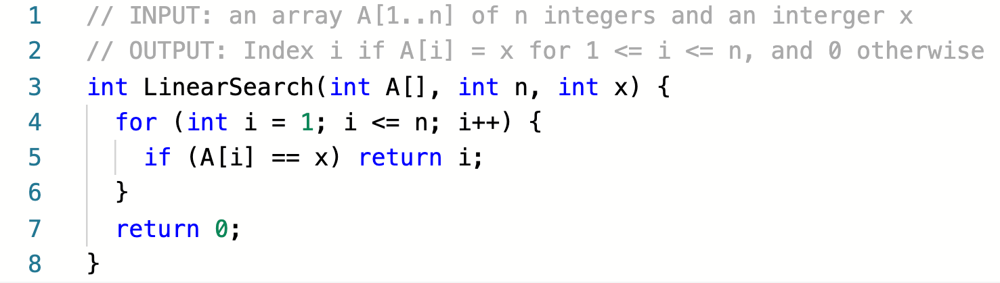 1 // INPUT: an array A[1..n] of n integers and an interger x
2 // OUTPUT: Index i if A[i] = x for 1 <= i <= n, and 0 otherwise
3 int LinearSearch(int A[], int n, int x) {
4   for (int i = 1; i <= n; i++) {
5     if (A[i] == x) return i;
6   }
7   return 0;
8 }